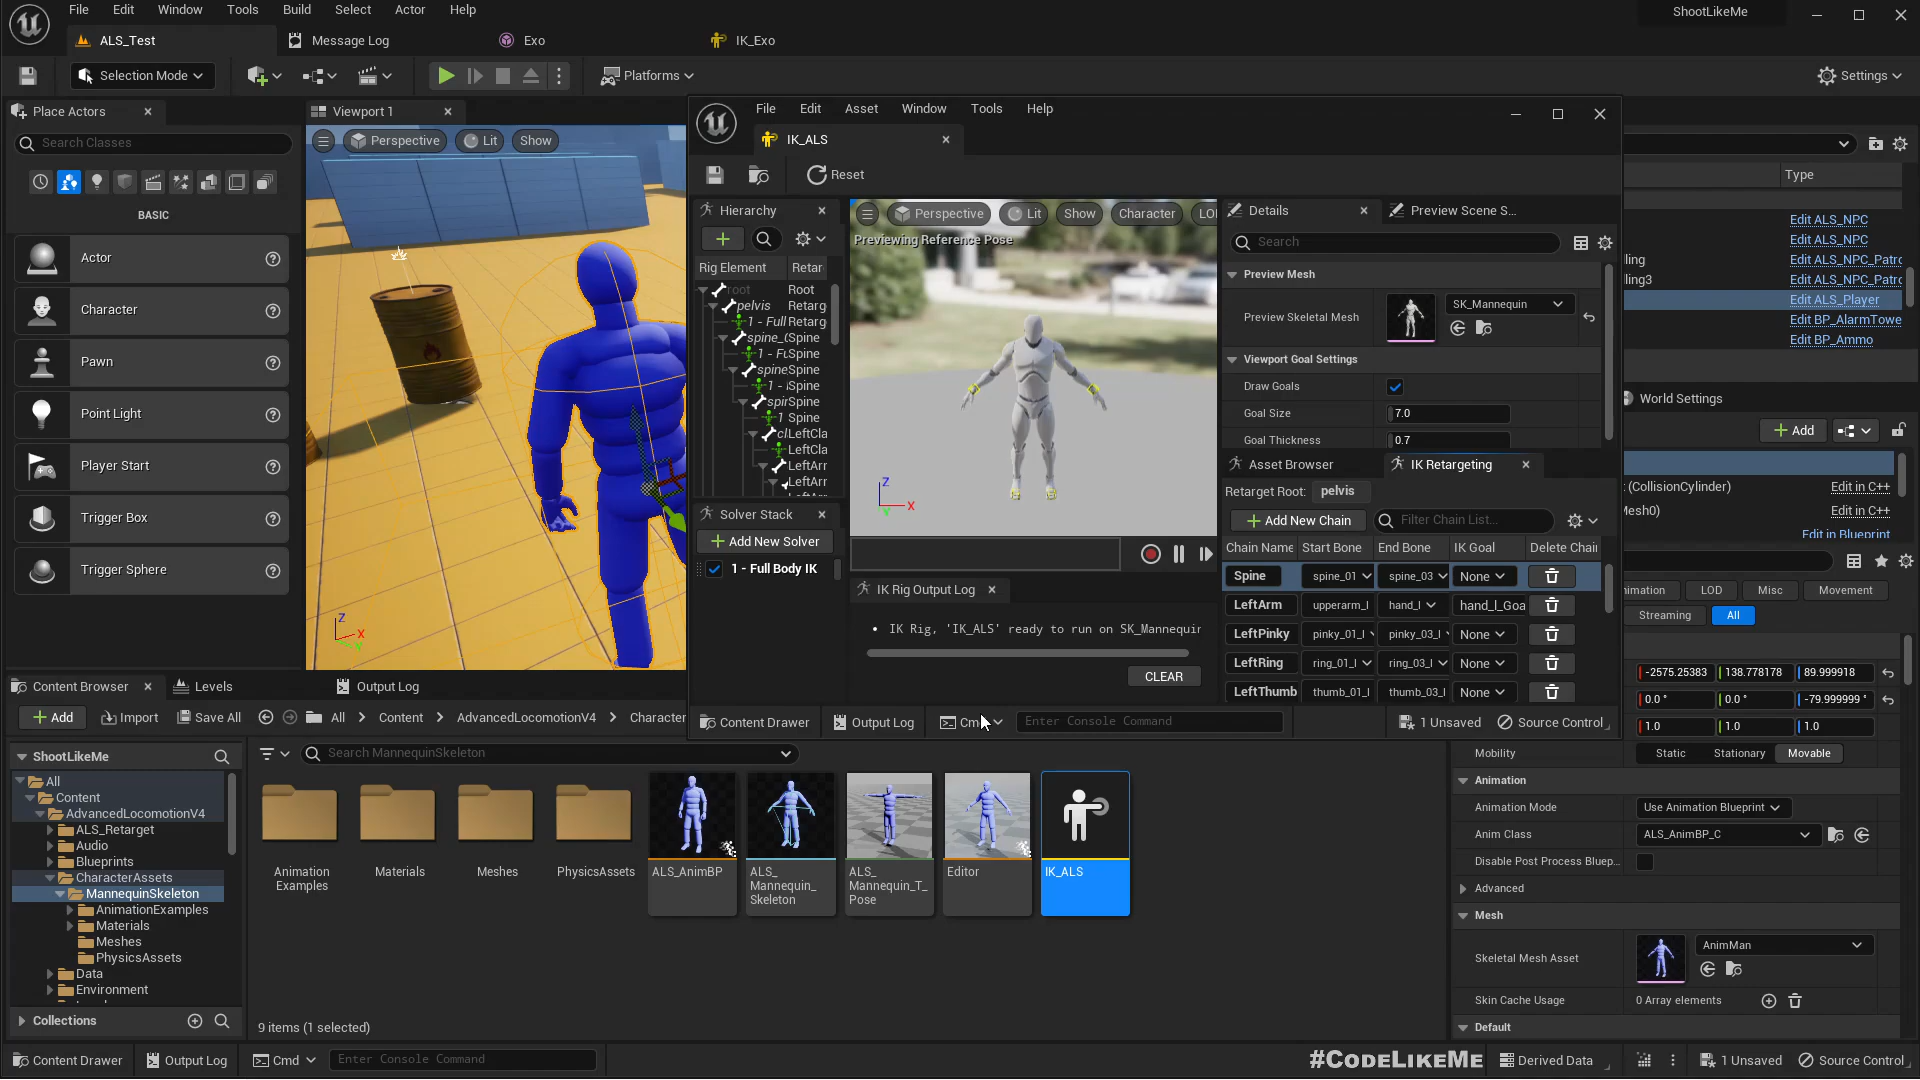 File Edit Window Tools Build Select Actor Help
ShootLikeMe
ALS_Test
Message Log
Exo
IK_Exo
Selection Mode
Platforms
Settings
Place Actors
Search Classes
BASIC
Actor
Character
Pawn
Point Light
Player Start
Trigger Box
Trigger Sphere
Viewport 1
Perspective
Lit
Show
Z
X
Y
File Edit Asset Window Tools Help
IK_ALS
Reset
Hierarchy
Rig Element
Retar
root Root
pelvis Retarg
1 - Full Retarg
spine_( Spine
1 - Fu Spine
spine Spine
1 - I Spine
spir Spine
1 Spine
cl LeftCla
LeftCla
LeftArr
LeftArr
Solver Stack
Add New Solver
1 - Full Body IK
Perspective
Lit
Show
Character
LO
Previewing Reference Pose
Z
X
IK Rig Output Log
IK Rig, 'IK_ALS' ready to run on SK_Mannequin
CLEAR
Details
Preview Scene S...
Search
Preview Mesh
Preview Skeletal Mesh
SK_Mannequin
Viewport Goal Settings
Draw Goals
Goal Size 7.0
Goal Thickness 0.7
Asset Browser
IK Retargeting
Retarget Root: pelvis
Add New Chain
Filter Chain List...
Chain Name Start Bone End Bone IK Goal Delete Chain
Spine spine_01 spine_03 None
LeftArm upperarm_l hand_l hand_l_Goa
LeftPinky pinky_01_l pinky_03_l None
LeftRing ring_01_l ring_03_l None
LeftThumb thumb_01_l thumb_03_l None
Content Drawer
Output Log
Cmd
Enter Console Command
1 Unsaved
Source Control
Type
Edit ALS_NPC
Edit ALS_NPC
ling Edit ALS_NPC_Patro
ling3 Edit ALS_NPC_Patro
Edit ALS_Player
Edit BP_AlarmTowe
Edit BP_Ammo
World Settings
Add
(CollisionCylinder) Edit in C++
Mesh0) Edit in C++
Edit in Blueprint
imation
LOD
Misc
Movement
Streaming
All
-2575.25383 138.778178 89.999918
0.0 ° 0.0 ° -79.999999 °
1.0 1.0 1.0
Mobility Static Stationary Movable
Animation
Animation Mode Use Animation Blueprint
Anim Class ALS_AnimBP_C
Disable Post Process Bluep...
Advanced
Mesh
Skeletal Mesh Asset AnimMan
Skin Cache Usage 0 Array elements
Default
Content Browser
Levels
Output Log
Add
Import
Save All
All
Content
AdvancedLocomotionV4
Character
ShootLikeMe
All
Content
AdvancedLocomotionV4
ALS_Retarget
Audio
Blueprints
CharacterAssets
MannequinSkeleton
AnimationExamples
Materials
Meshes
PhysicsAssets
Data
Environment
Collections
Search MannequinSkeleton
Animation
Examples
Materials
Meshes
PhysicsAssets
ALS_AnimBP
ALS_
Mannequin_
Skeleton
ALS_
Mannequin_T_
Pose
Editor
IK_ALS
9 items (1 selected)
Content Drawer
Output Log
Cmd
Enter Console Command
#CODELIKEME
Derived Data
1 Unsaved
Source Control